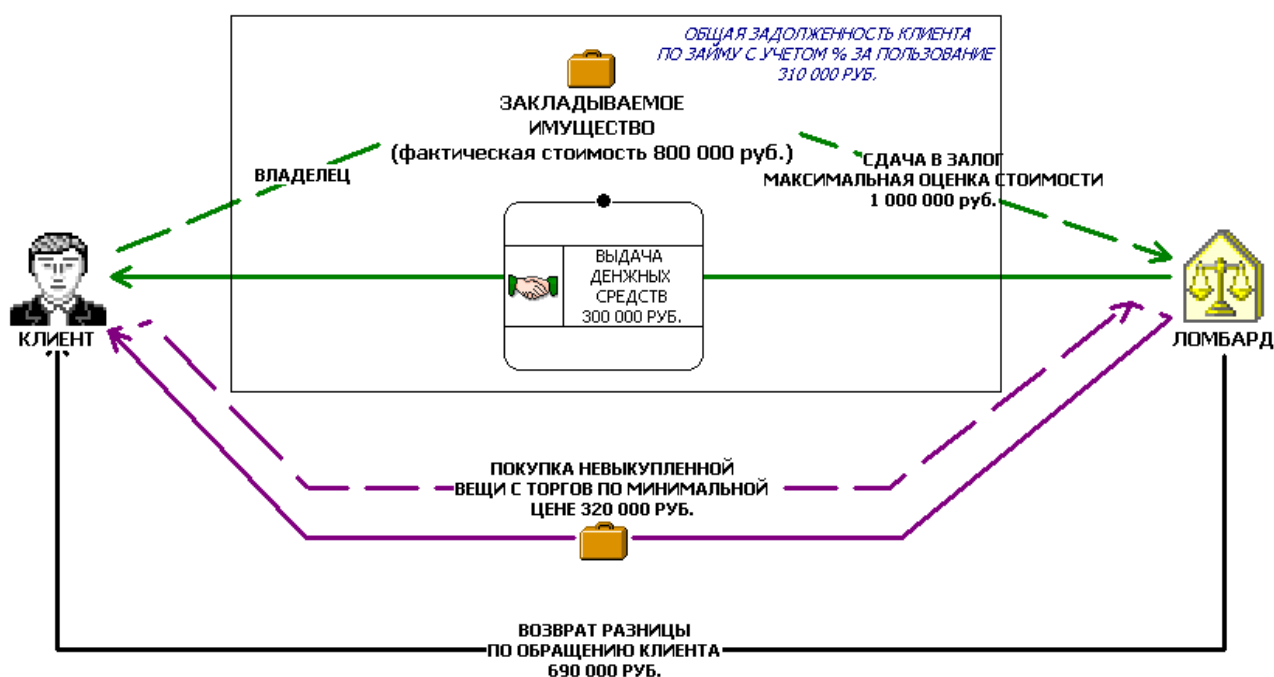 ОБЩАЯ ЗАДОЛЖЕННОСТЬ КЛИЕНТА
ПО ЗАЙМУ С УЧЕТОМ % ЗА ПОЛЬЗОВАНИЕ
310 000 РУБ.
ЗАКЛАДЫВАЕМОЕ
ИМУЩЕСТВО
(фактическая стоимость 800 000 руб.)
ВЛАДЕЛЕЦ
СДАЧА В ЗАЛОГ
МАКСИМАЛЬНАЯ ОЦЕНКА СТОИМОСТИ
1 000 000 руб.
ВЫДАЧА
ДЕНЖНЫХ
СРЕДСТВ
300 000 РУБ.
КЛИЕНТ
ЛОМБАРД
ПОКУПКА НЕВЫКУПЛЕННОЙ
ВЕЩИ С ТОРГОВ ПО МИНИМАЛЬНОЙ
ЦЕНЕ 320 000 РУБ.
ВОЗВРАТ РАЗНИЦЫ
ПО ОБРАЩЕНИЮ КЛИЕНТА
690 000 РУБ.